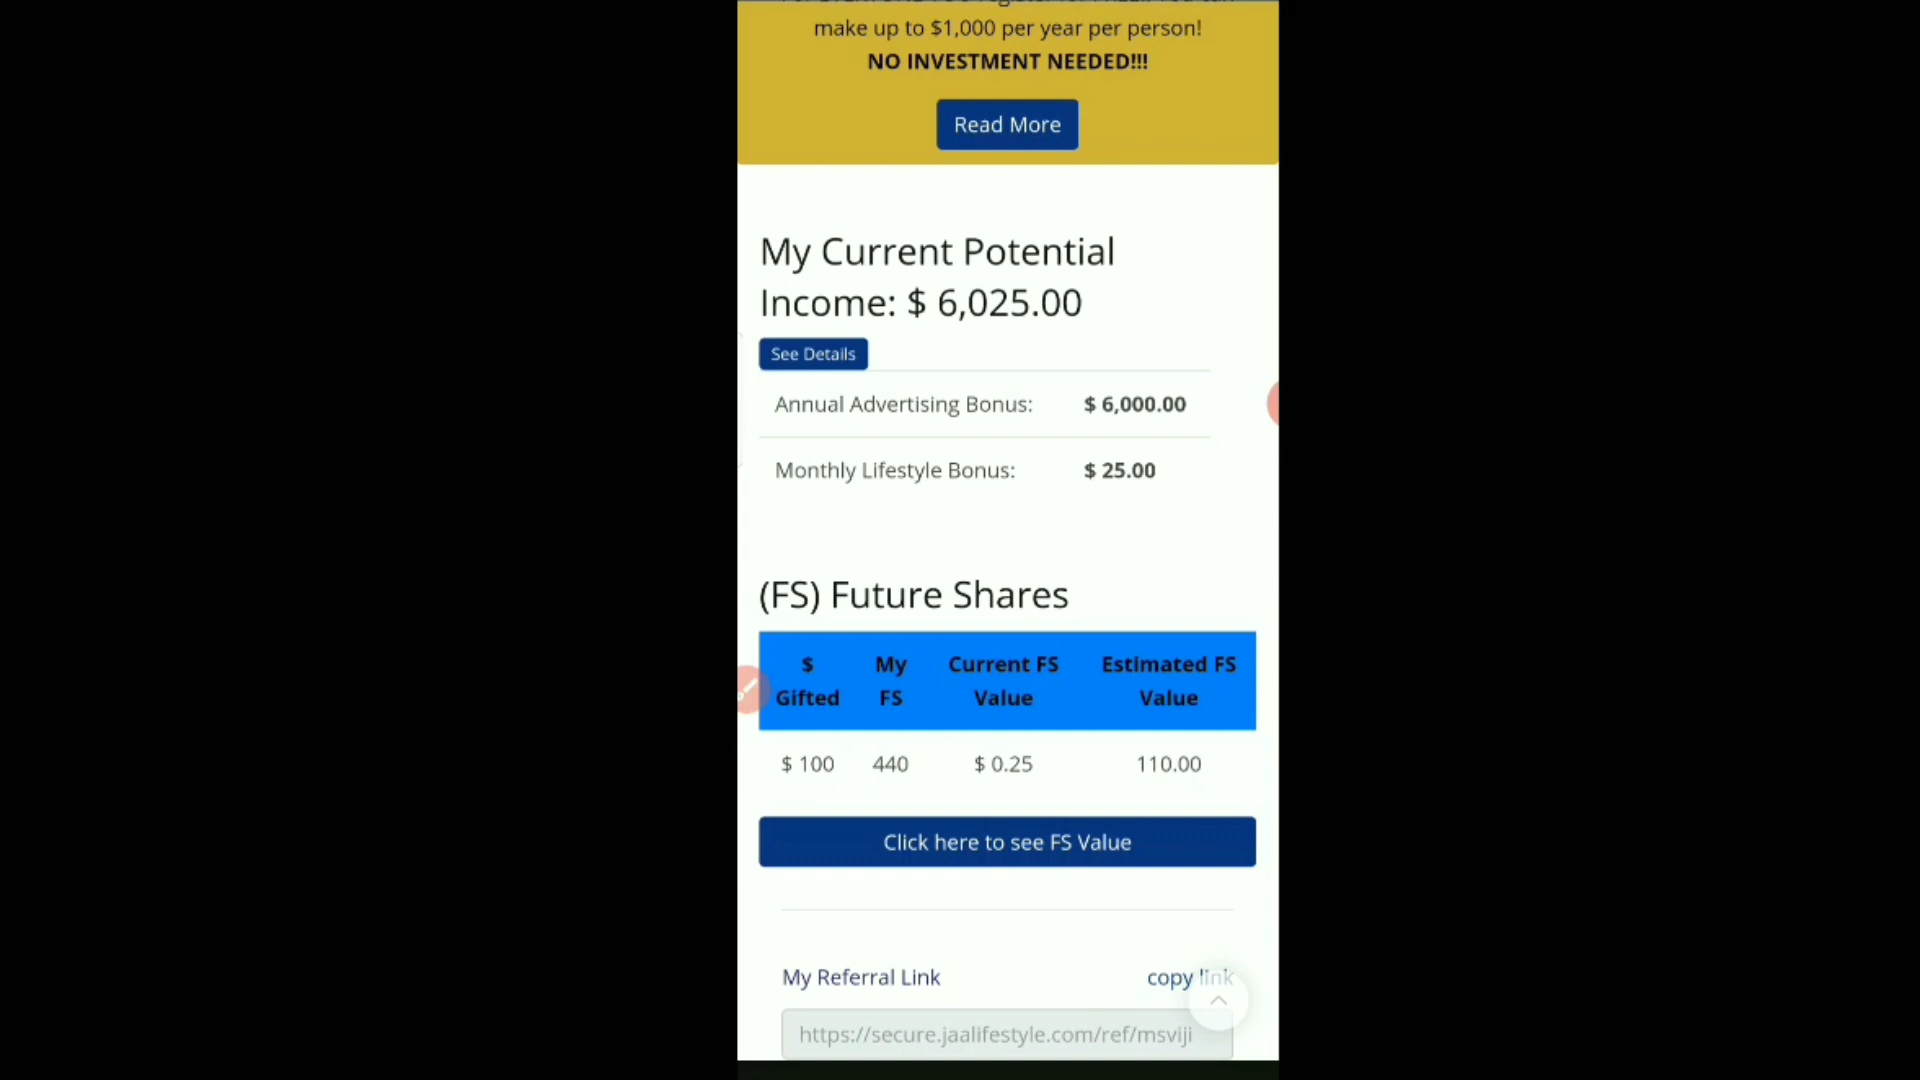 make up to $1,000 per year per person!
NO INVESTMENT NEEDED!!!
Read More
My Current Potential
Income: $ 6,025.00
See Details
Annual Advertising Bonus: $ 6,000.00
Monthly Lifestyle Bonus: $ 25.00
(FS) Future Shares
$ Gifted My FS Current FS Value Estimated FS Value
$ 100 440 $ 0.25 110.00
Click here to see FS Value
My Referral Link copy link
https://secure.jaalifestyle.com/ref/msviji